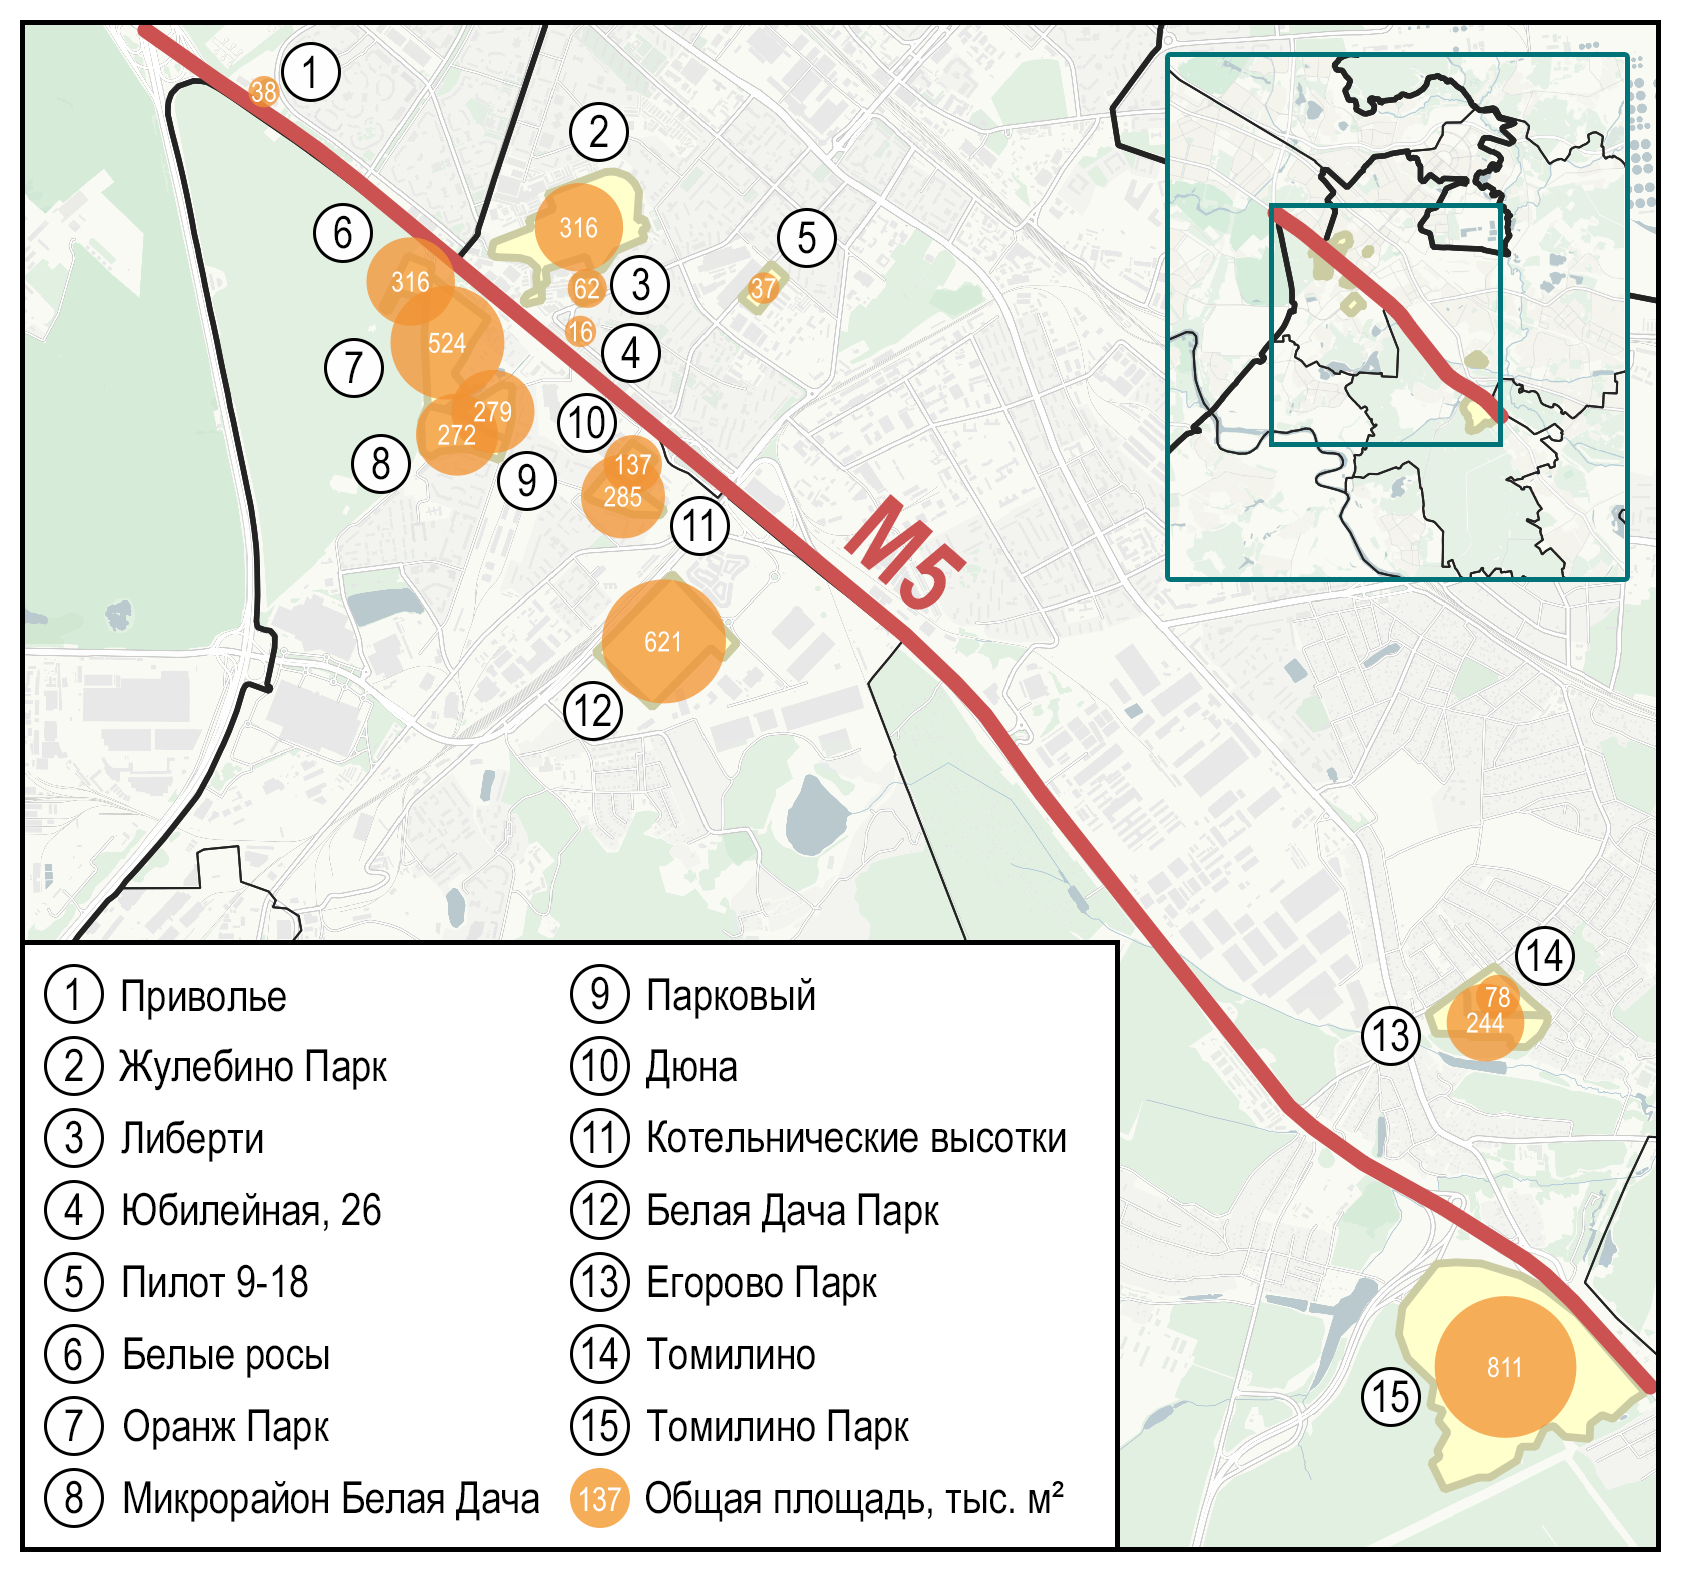 38
1
2
316
6
316
62
3
37
5
16
4
524
7
279
272
8
9
10
137
285
11
M5
621
12
14
78
244
13
811
15
1 Приволье
2 Жулебино Парк
3 Либерти
4 Юбилейная, 26
5 Пилот 9-18
6 Белые росы
7 Оранж Парк
8 Микрорайон Белая Дача
9 Парковый
10 Дюна
11 Котельнические высотки
12 Белая Дача Парк
13 Егорово Парк
14 Томилино
15 Томилино Парк
137 Общая площадь, тыс. м²